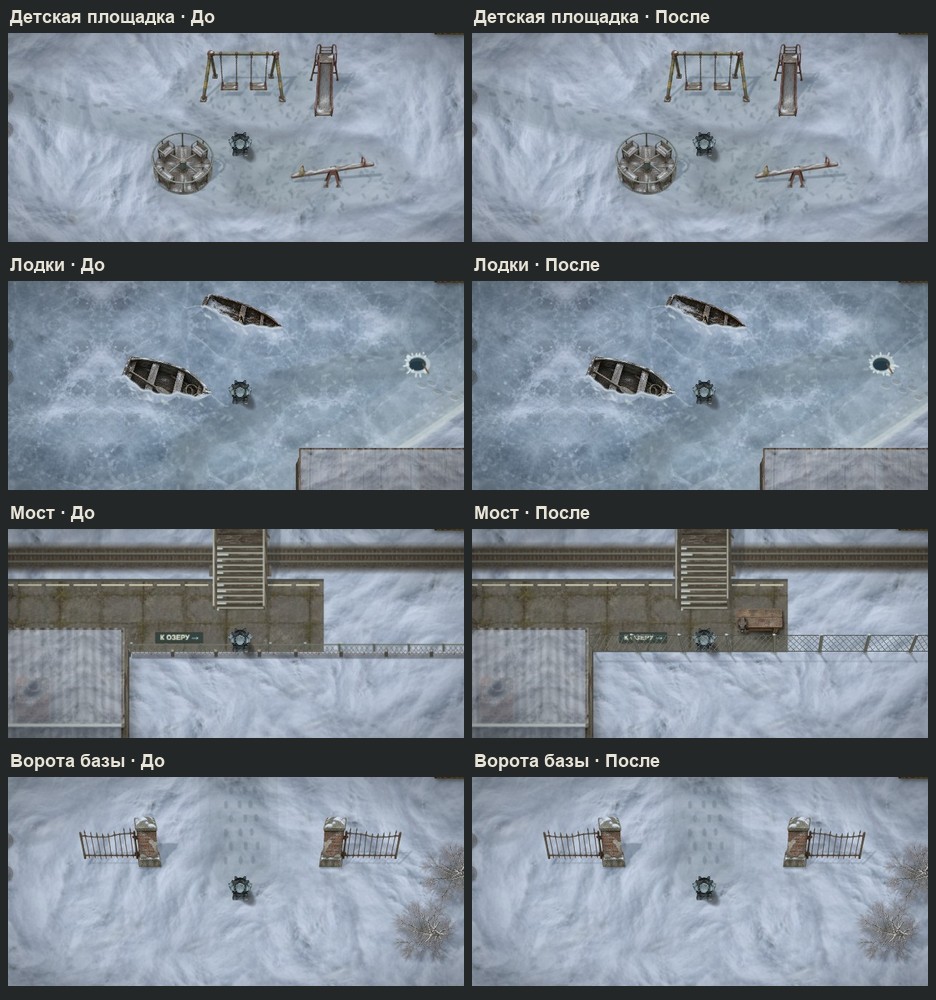 Детская площадка · До
Детская площадка · После
Лодки · До
Лодки · После
Мост · До
Мост · После
К ОЗЕРУ →
К ОЗЕРУ →
Ворота базы · До
Ворота базы · После